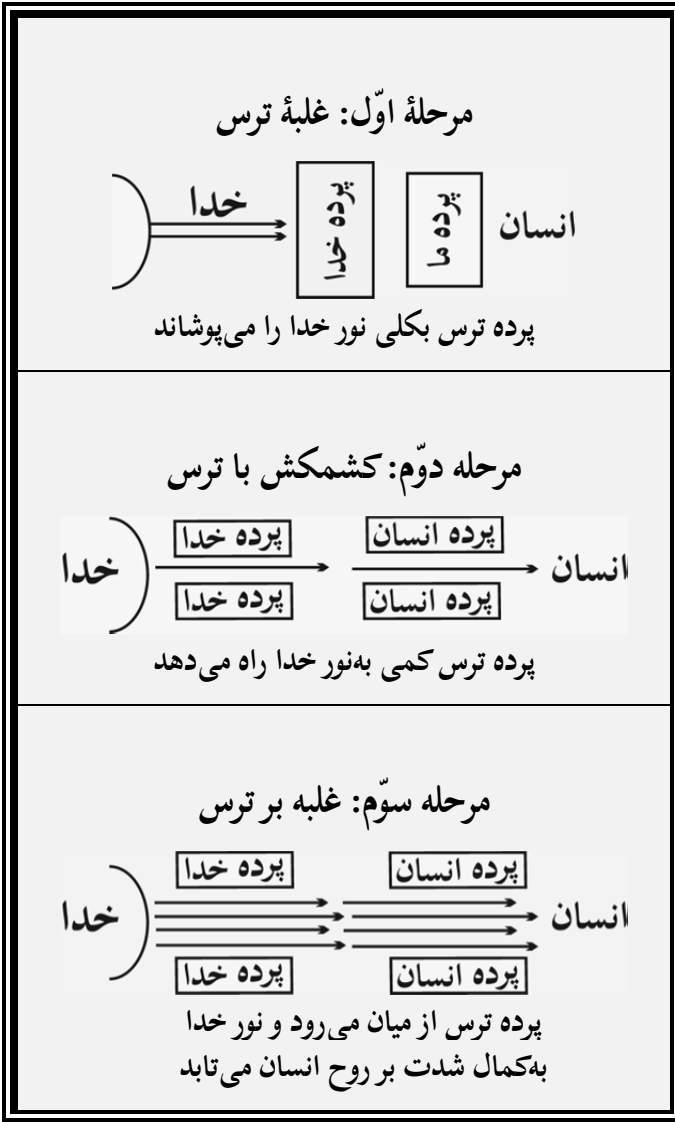 مرحلهٔ اوّل: غلبهٔ ترس
خدا
پرده خدا
پرده ما
انسان
پرده ترس بکلی نور خدا را می‌پوشاند
مرحله دوّم: کشمکش با ترس
پرده انسان
پرده خدا
انسان
خدا
پرده انسان
پرده خدا
پرده ترس کمی به‌نور خدا راه می‌دهد
مرحله سوّم: غلبه بر ترس
پرده انسان
پرده خدا
انسان
خدا
پرده انسان
پرده خدا
پرده ترس از میان می‌رود و نور خدا
به‌کمال شدت بر روح انسان می‌تابد